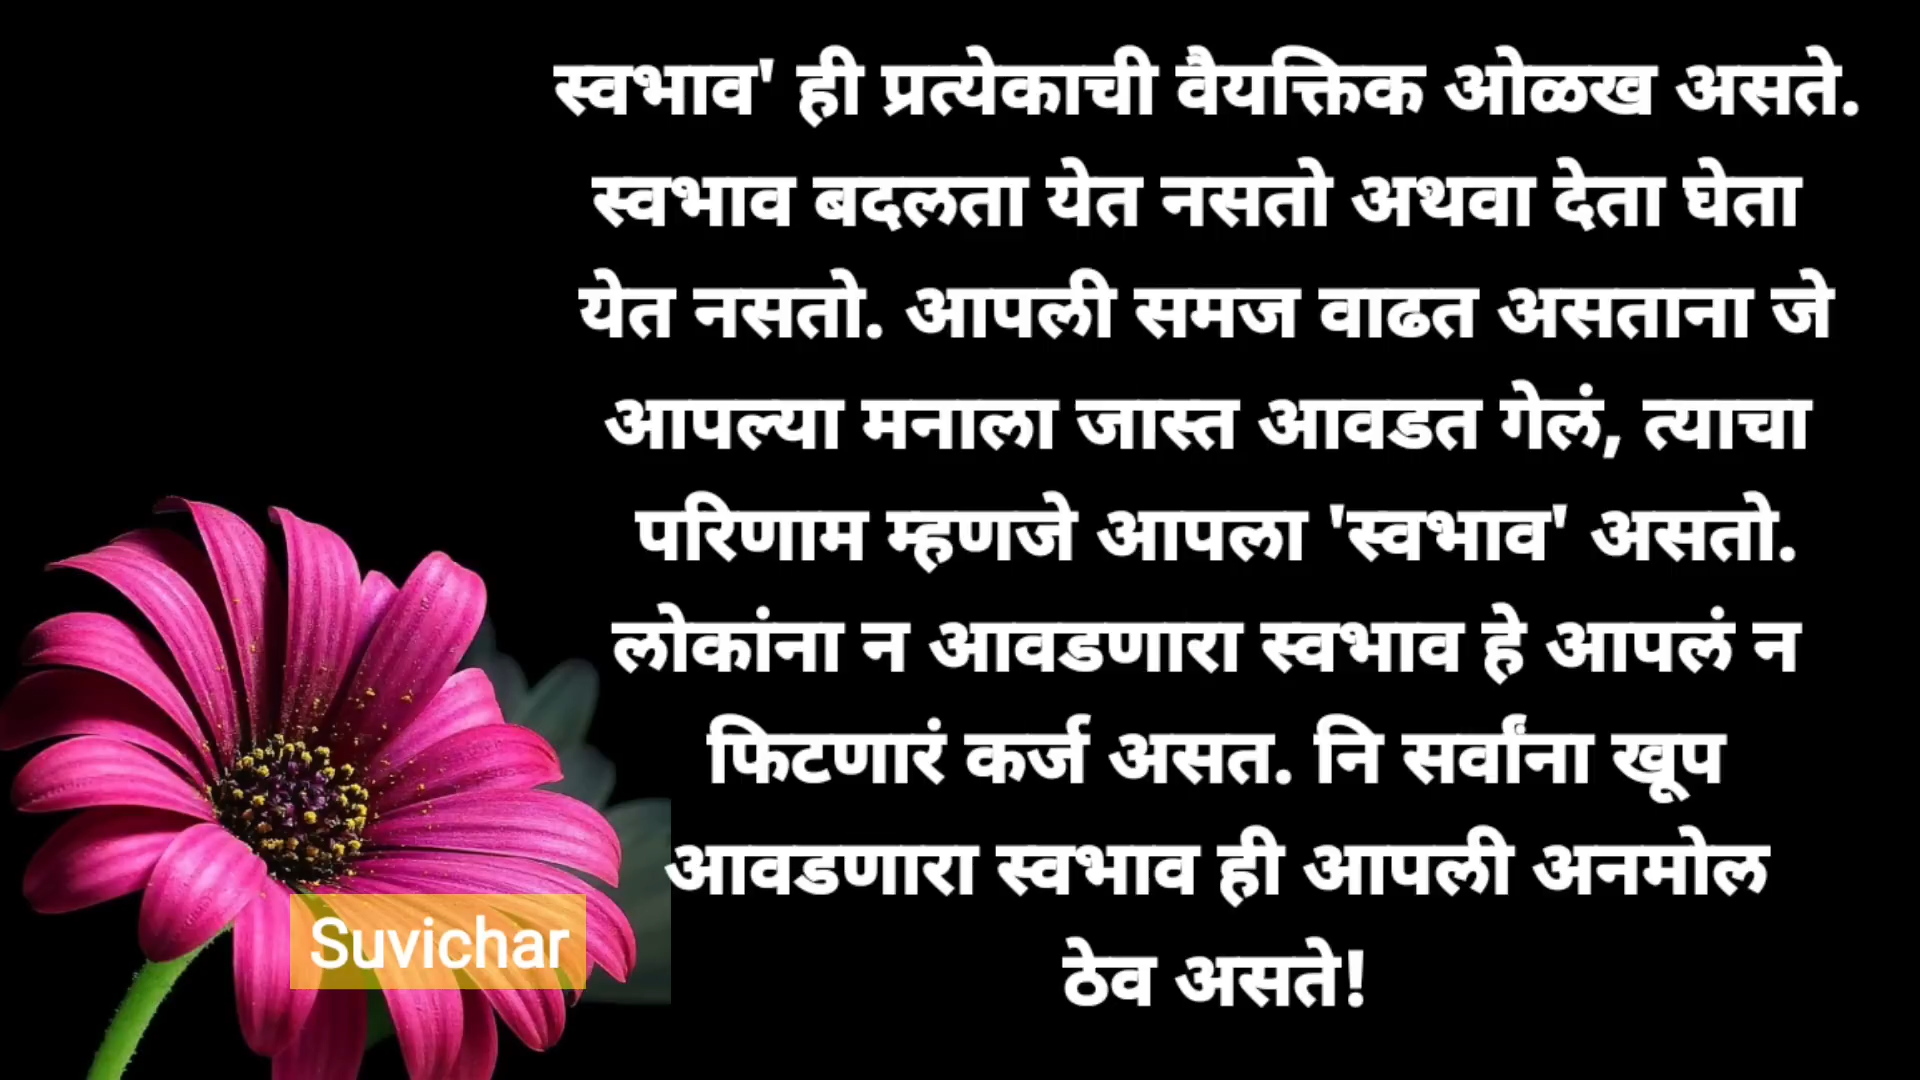 स्वभाव' ही प्रत्येकाची वैयक्तिक ओळख असते.
स्वभाव बदलता येत नसतो अथवा देता घेता
येत नसतो. आपली समज वाढत असताना जे
आपल्या मनाला जास्त आवडत गेलं, त्याचा
परिणाम म्हणजे आपला 'स्वभाव' असतो.
लोकांना न आवडणारा स्वभाव हे आपलं न
फिटणारं कर्ज असत. नि सर्वांना खूप
आवडणारा स्वभाव ही आपली अनमोल
ठेव असते!
Suvichar